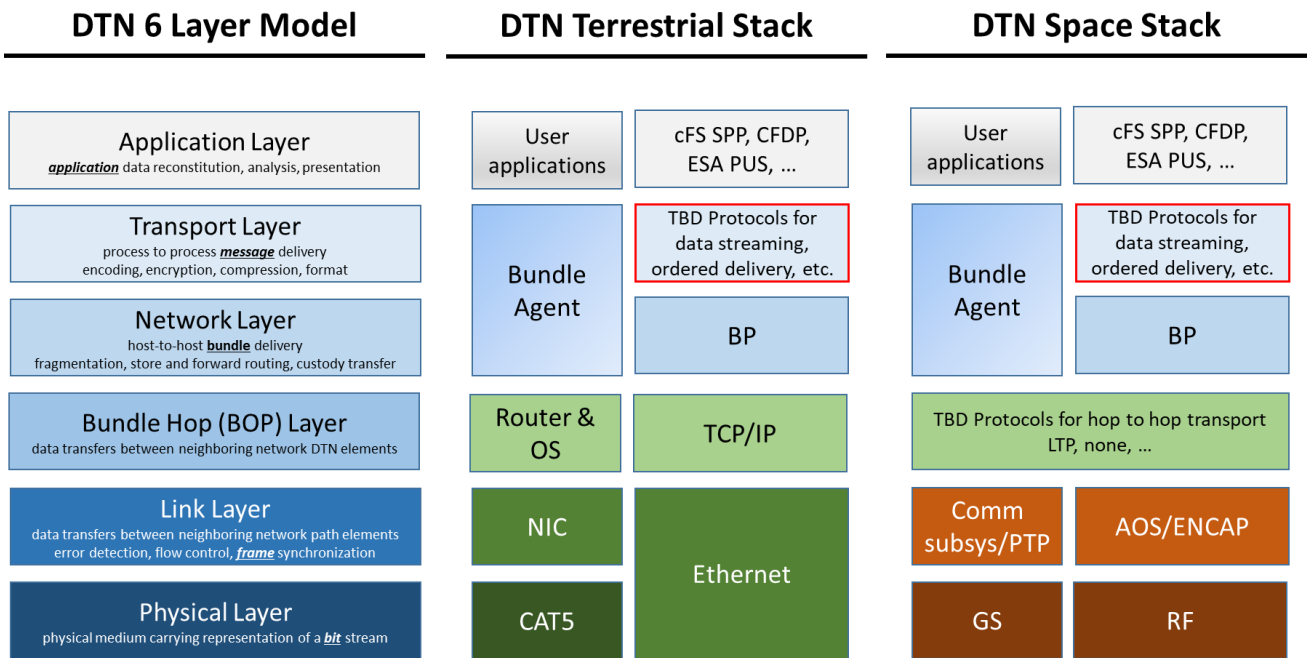 DTN 6 Layer Model
Application Layer
application data reconstitution, analysis, presentation
Transport Layer
process to process message delivery
encoding, encryption, compression, format
Network Layer
host-to-host bundle delivery
fragmentation, store and forward routing, custody transfer
Bundle Hop (BOP) Layer
data transfers between neighboring network DTN elements
Link Layer
data transfers between neighboring network path elements
error detection, flow control, frame synchronization
Physical Layer
physical medium carrying representation of a bit stream
DTN Terrestrial Stack
User
applications
cFS SPP, CFDP,
ESA PUS, ...
Bundle
Agent
TBD Protocols for
data streaming,
ordered delivery, etc.
BP
Router &
OS
TCP/IP
NIC
Ethernet
CAT5
DTN Space Stack
User
applications
cFS SPP, CFDP,
ESA PUS, ...
Bundle
Agent
TBD Protocols for
data streaming,
ordered delivery, etc.
BP
TBD Protocols for hop to hop transport
LTP, none, ...
Comm
subsys/PTP
AOS/ENCAP
GS
RF